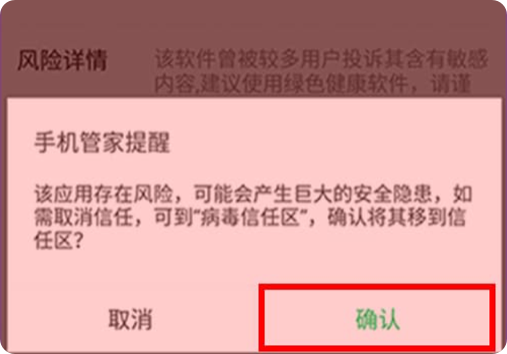 风险详情
该软件曾被较多用户投诉其含有敏感
内容,建议使用绿色健康软件，请谨
手机管家提醒
该应用存在风险，可能会产生巨大的安全隐患，如
需取消信任，可到“病毒信任区”，确认将其移到信
任区？
取消
确认